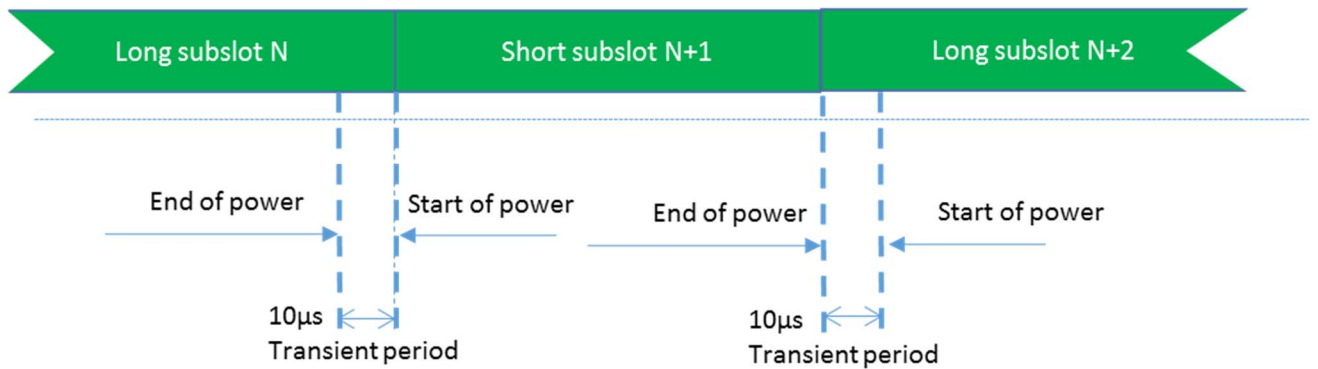 Long subslot N
Short subslot N+1
Long subslot N+2
End of power
Start of power
End of power
Start of power
10µs
Transient period
10µs
Transient period